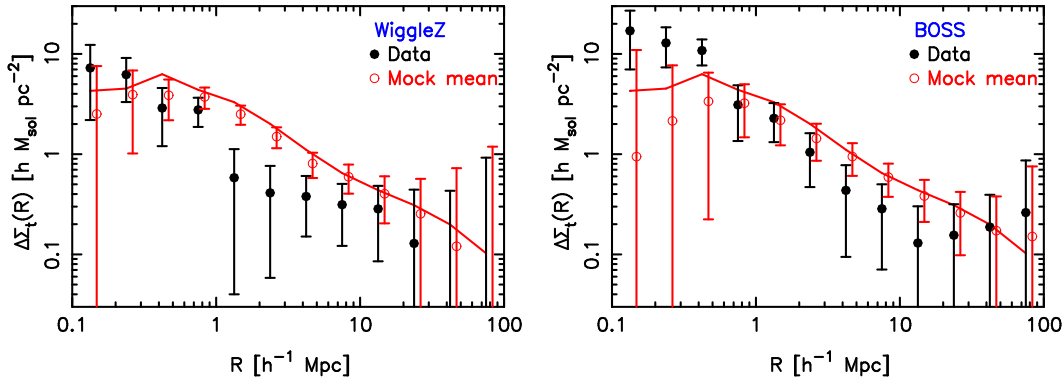 WiggleZ
Data
Mock mean
10
1
0.1
ΔΣt(R) [h Msol pc−2]
0.1 1 10 100
R [h−1 Mpc]
BOSS
Data
Mock mean
10
1
0.1
ΔΣt(R) [h Msol pc−2]
0.1 1 10 100
R [h−1 Mpc]